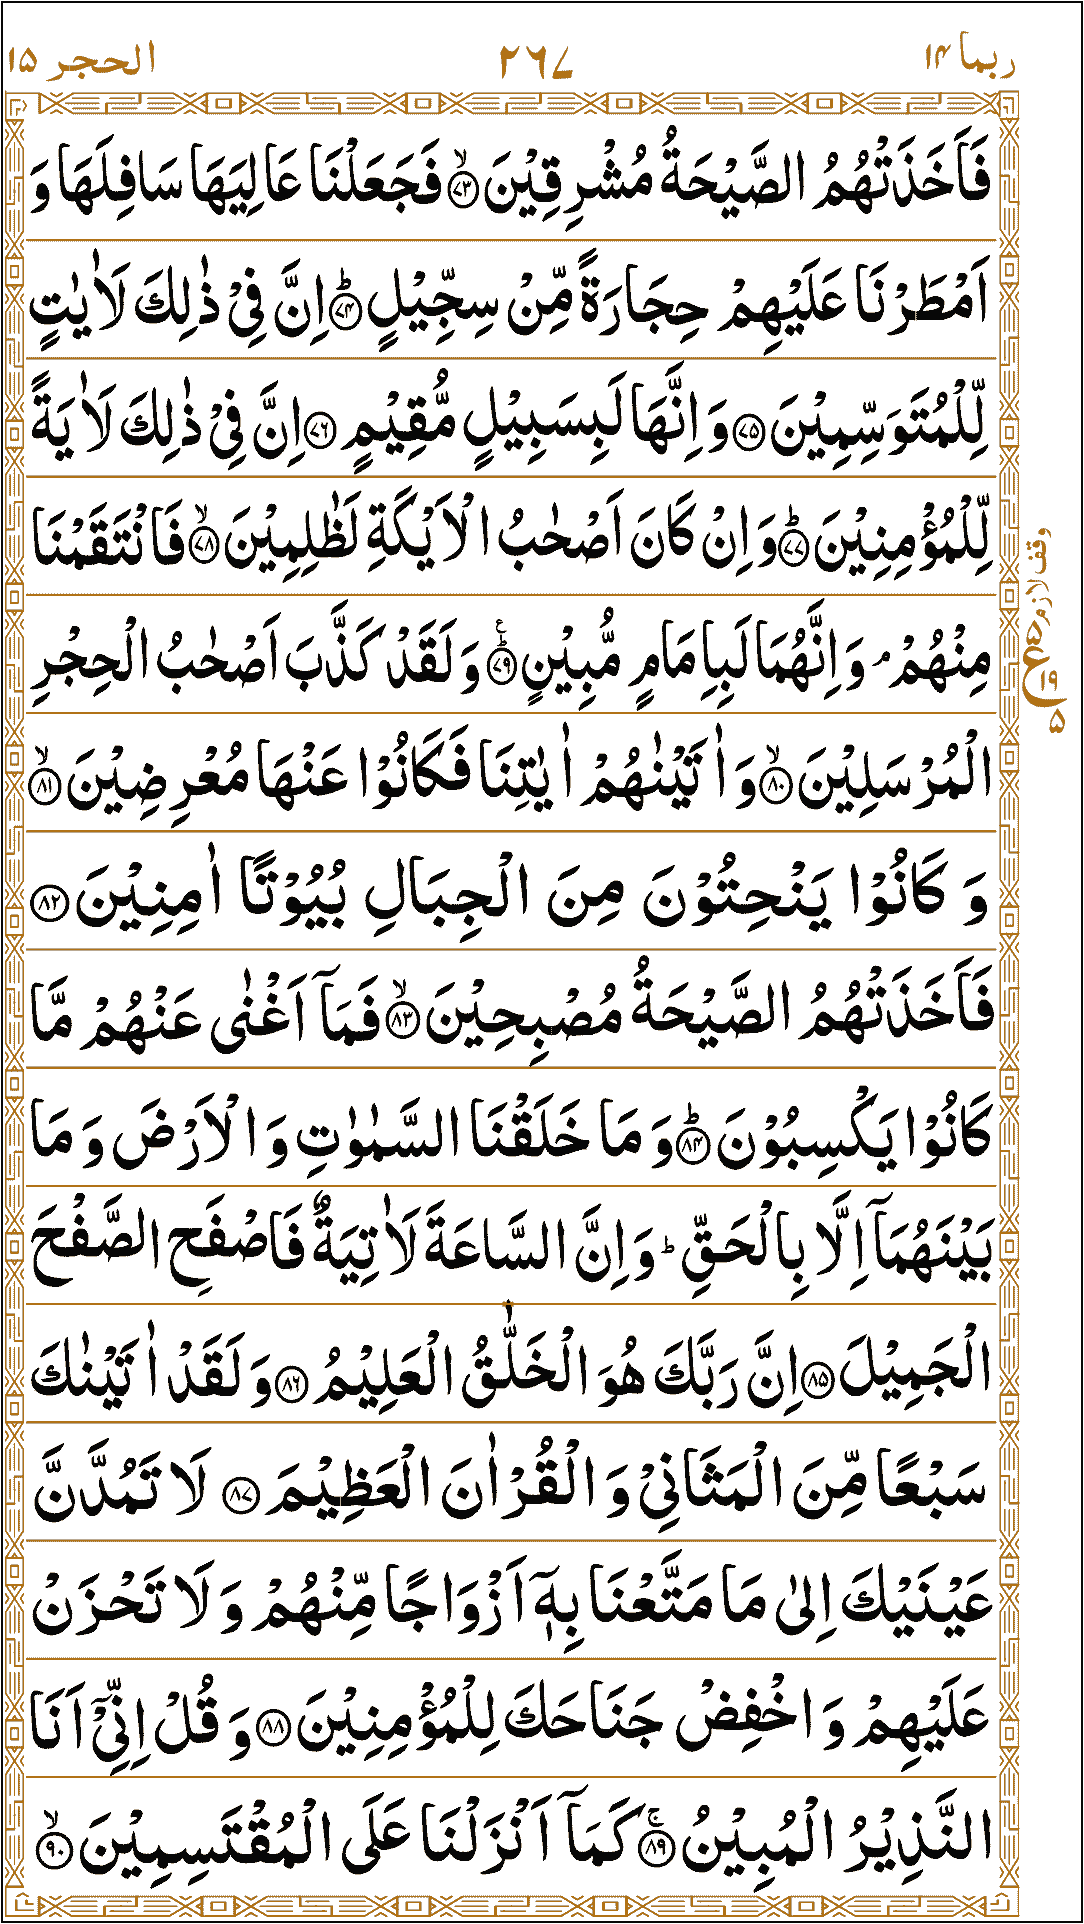 ربما ۱۴ ۲۶۷ الحجر ۱۵
فَاَخَذَتْهُمُ الصَّیْحَةُ مُشْرِقِیْنَ ۙ﴿۷۳﴾ فَجَعَلْنَا عَالِیَهَا سَافِلَهَا وَ
اَمْطَرْنَا عَلَیْهِمْ حِجَارَةً مِّنْ سِجِّیْلٍ ؕ﴿۷۴﴾ اِنَّ فِیْ ذٰلِكَ لَاٰیٰتٍ
لِّلْمُتَوَسِّمِیْنَ ﴿۷۵﴾ وَ اِنَّهَا لَبِسَبِیْلٍ مُّقِیْمٍ ﴿۷۶﴾ اِنَّ فِیْ ذٰلِكَ لَاٰیَةً
لِّلْمُؤْمِنِیْنَ ؕ﴿۷۷﴾ وَ اِنْ كَانَ اَصْحٰبُ الْاَیْكَةِ لَظٰلِمِیْنَ ۙ﴿۷۸﴾ فَانْتَقَمْنَا
مِنْهُمْ ۘ وَ اِنَّهُمَا لَبِاِمَامٍ مُّبِیْنٍ ؕ﴿۷۹﴾ وَ لَقَدْ كَذَّبَ اَصْحٰبُ الْحِجْرِ
وقف لازم
ع
۵
۵
الْمُرْسَلِیْنَ ۙ﴿۸۰﴾ وَ اٰتَیْنٰهُمْ اٰیٰتِنَا فَكَانُوْا عَنْهَا مُعْرِضِیْنَ ۙ﴿۸۱﴾
وَ كَانُوْا یَنْحِتُوْنَ مِنَ الْجِبَالِ بُیُوْتًا اٰمِنِیْنَ ﴿۸۲﴾
فَاَخَذَتْهُمُ الصَّیْحَةُ مُصْبِحِیْنَ ۙ﴿۸۳﴾ فَمَاۤ اَغْنٰی عَنْهُمْ مَّا
كَانُوْا یَكْسِبُوْنَ ؕ﴿۸۴﴾ وَ مَا خَلَقْنَا السَّمٰوٰتِ وَ الْاَرْضَ وَ مَا
بَیْنَهُمَاۤ اِلَّا بِالْحَقِّ ؕ وَ اِنَّ السَّاعَةَ لَاٰتِیَةٌ فَاصْفَحِ الصَّفْحَ
الْجَمِیْلَ ﴿۸۵﴾ اِنَّ رَبَّكَ هُوَ الْخَلّٰقُ الْعَلِیْمُ ﴿۸۶﴾ وَ لَقَدْ اٰتَیْنٰكَ
سَبْعًا مِّنَ الْمَثَانِیْ وَ الْقُرْاٰنَ الْعَظِیْمَ ﴿۸۷﴾ لَا تَمُدَّنَّ
عَیْنَیْكَ اِلٰی مَا مَتَّعْنَا بِهٖۤ اَزْوَاجًا مِّنْهُمْ وَ لَا تَحْزَنْ
عَلَیْهِمْ وَ اخْفِضْ جَنَاحَكَ لِلْمُؤْمِنِیْنَ ﴿۸۸﴾ وَ قُلْ اِنِّیْۤ اَنَا
النَّذِیْرُ الْمُبِیْنُ ۚ﴿۸۹﴾ كَمَاۤ اَنْزَلْنَا عَلَی الْمُقْتَسِمِیْنَ ۙ﴿۹۰﴾